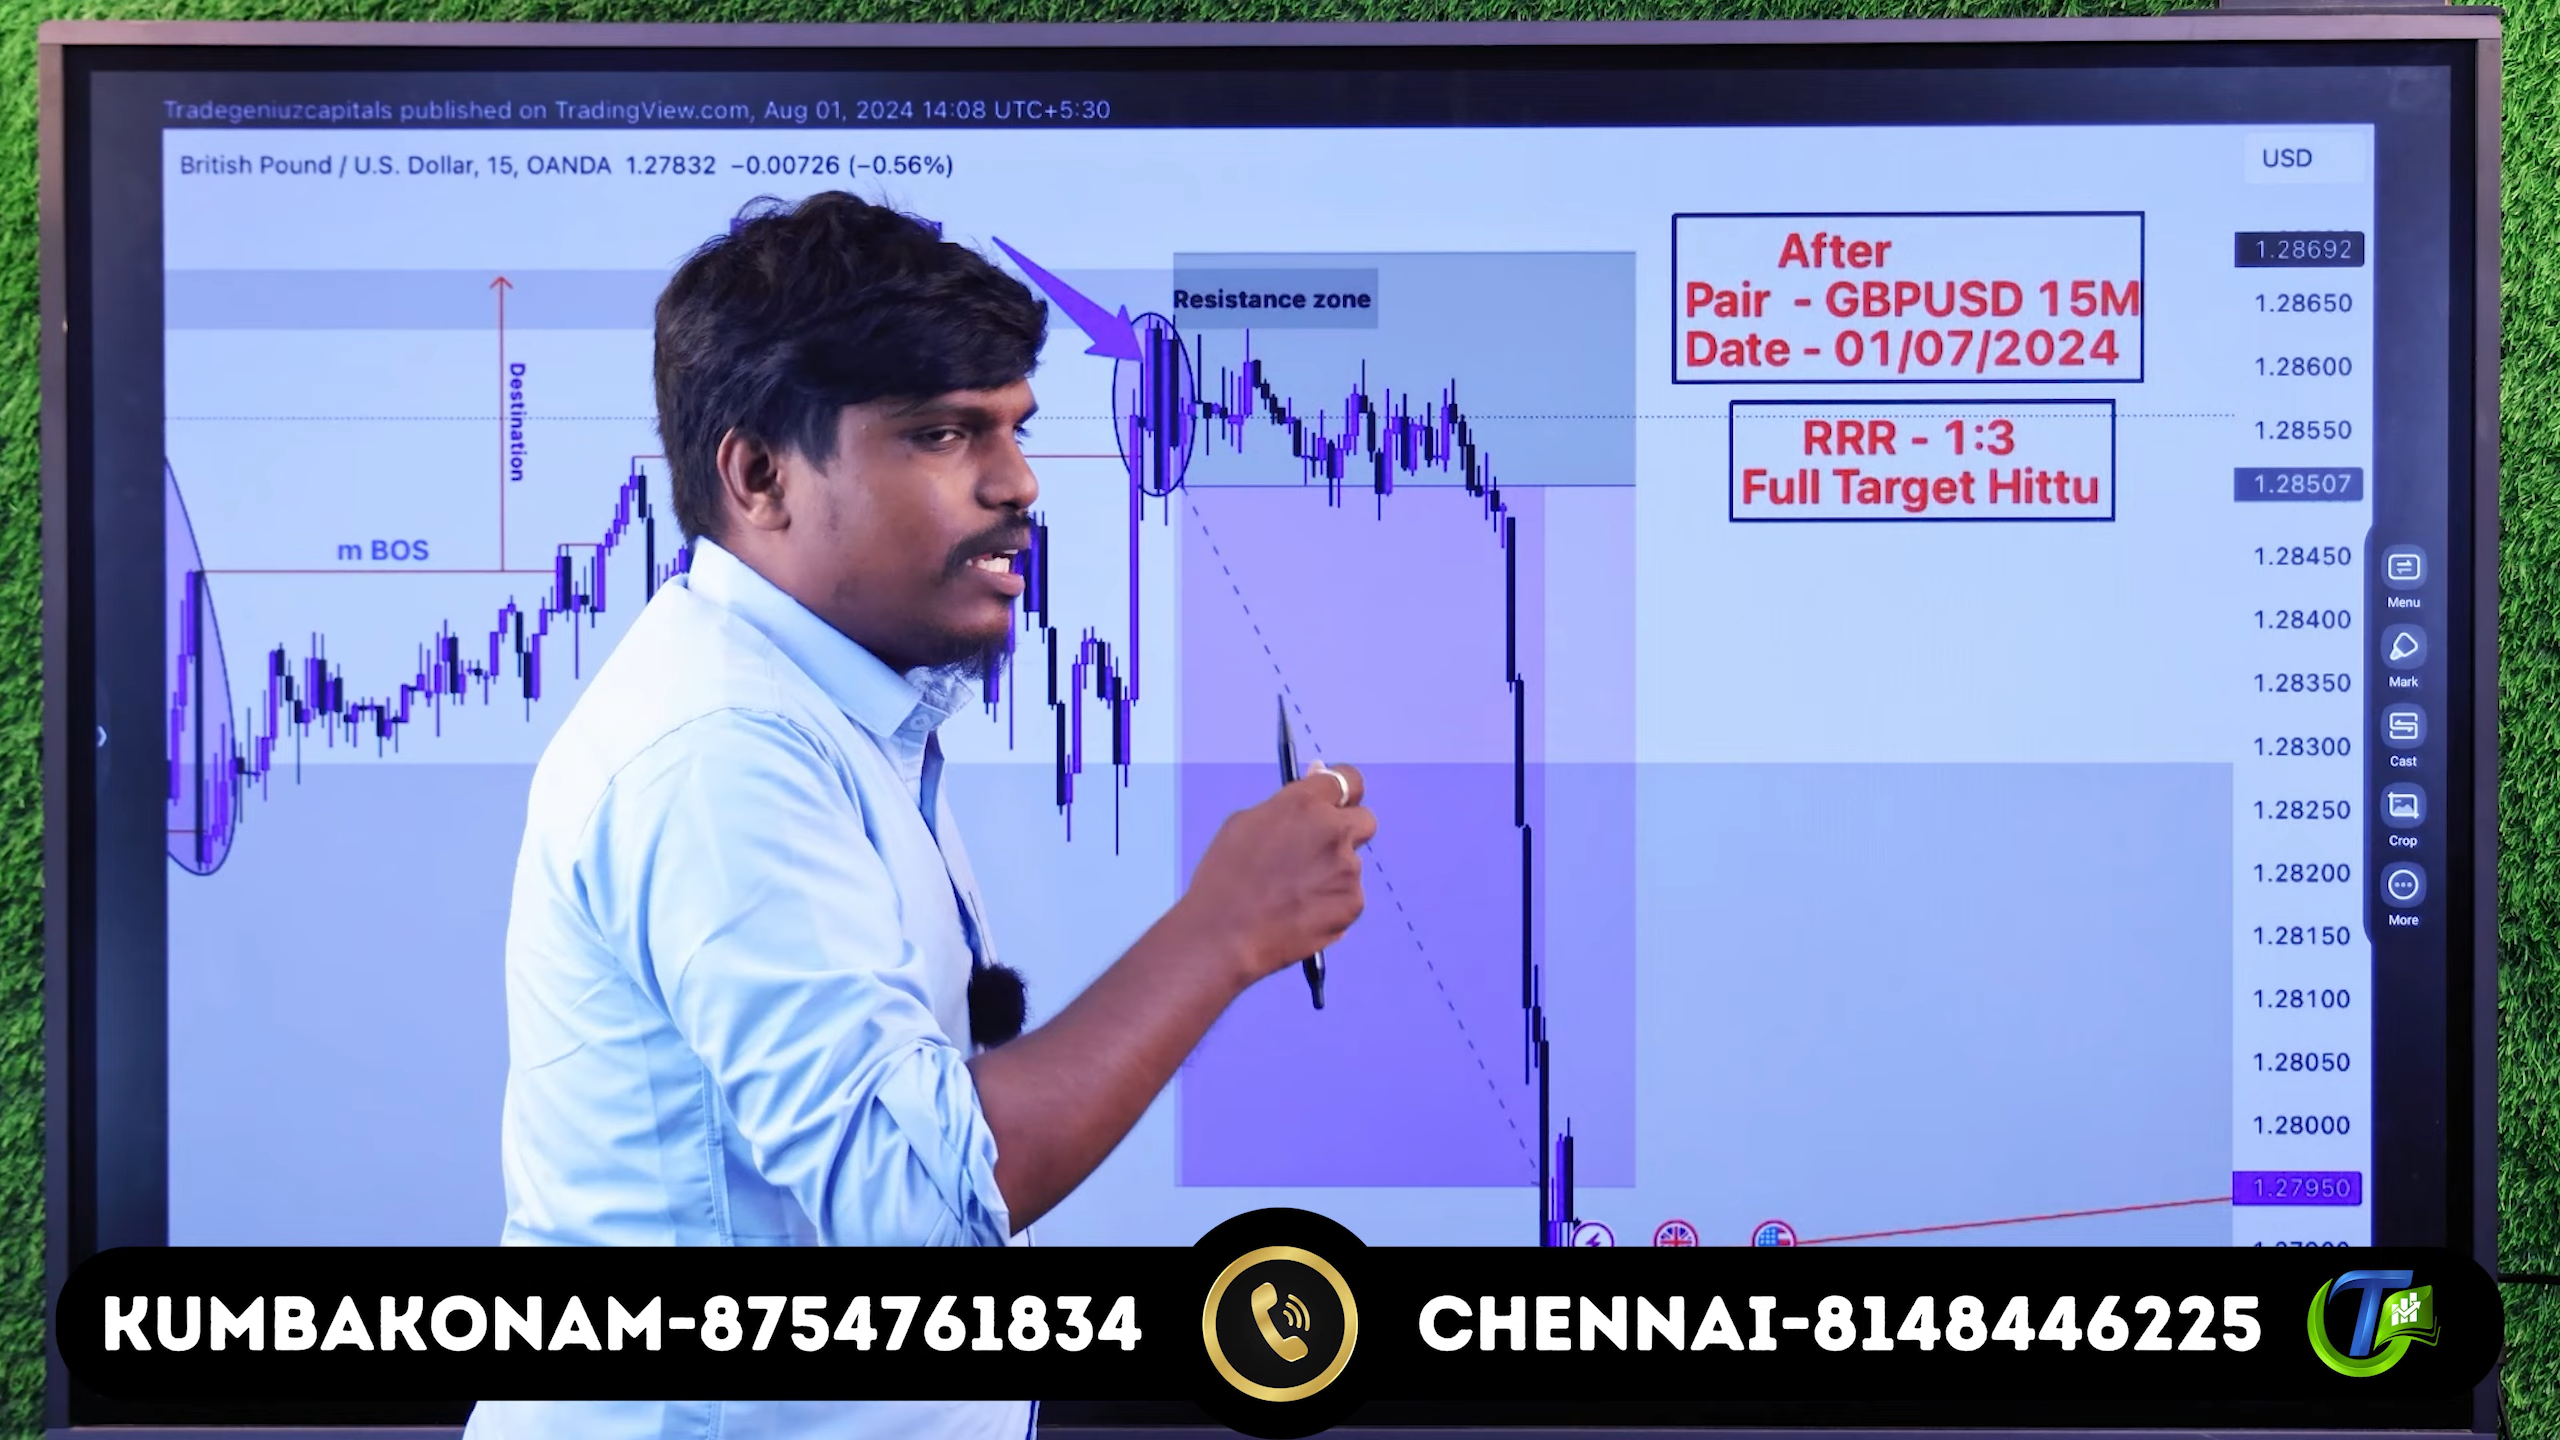 Tradegeniuzcapitals published on TradingView.com, Aug 01, 2024 14:08 UTC+5:30
British Pound / U.S. Dollar, 15, OANDA 1.27832 −0.00726 (−0.56%)
USD
After
Pair - GBPUSD 15M
Date - 01/07/2024
RRR - 1:3
Full Target Hittu
Resistance zone
Destination
m BOS
1.28692
1.28650
1.28600
1.28550
1.28507
1.28450
1.28400
1.28350
1.28300
1.28250
1.28200
1.28150
1.28100
1.28050
1.28000
1.27950
Menu
Mark
Cast
Crop
More
KUMBAKONAM-8754761834
CHENNAI-8148446225